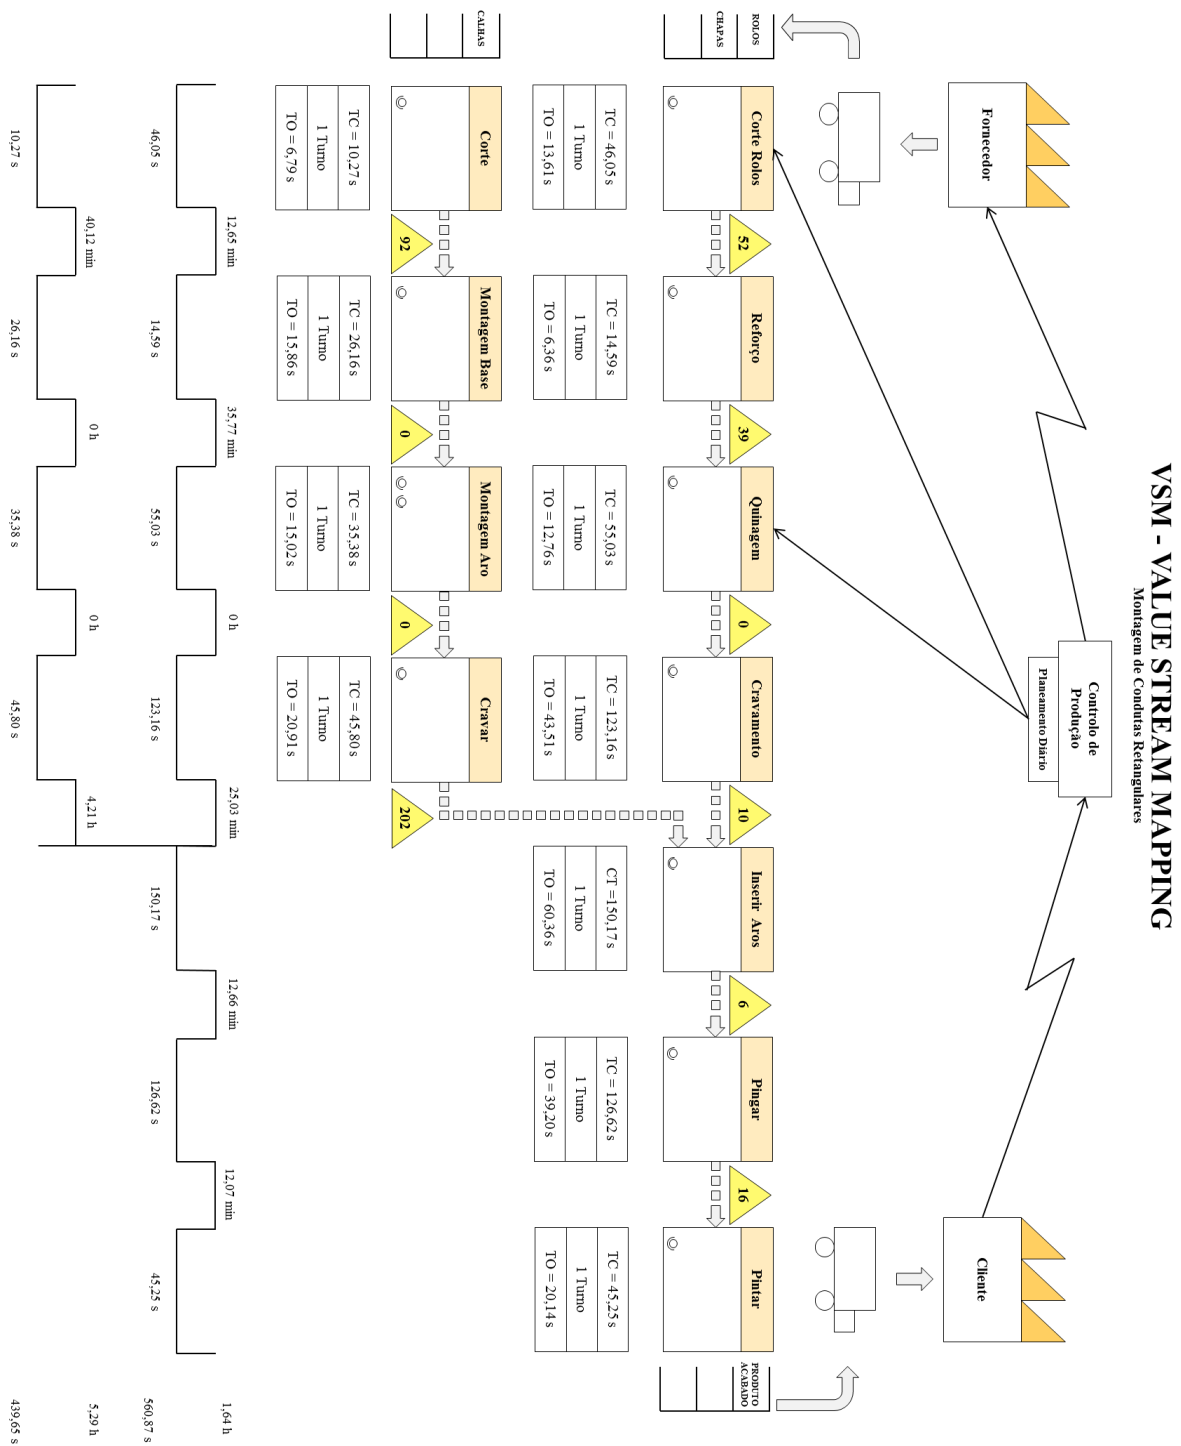 VSM - VALUE STREAM MAPPING
Montagem de Condutas Retangulares
Fornecedor
Controlo de
Produção
Planeamento Diário
Cliente
ROLOS
CHAPAS
PRODUTO
ACABADO
Corte Rolos
52
Reforço
39
Quinagem
0
Cravamento
10
Inserir Aros
6
Pingar
16
Pintar
TC = 46,05 s
1 Turno
TO = 13,61 s
TC = 14,59 s
1 Turno
TO = 6,36 s
TC = 55,03 s
1 Turno
TO = 12,76 s
TC = 123,16 s
1 Turno
TO = 43,51 s
CT =150,17 s
1 Turno
TO = 60,36 s
TC = 126,62 s
1 Turno
TO = 39,20 s
TC = 45,25 s
1 Turno
TO = 20,14 s
CALHAS
Corte
92
Montagem Base
0
Montagem Aro
0
Cravar
202
TC = 10,27 s
1 Turno
TO = 6,79 s
TC = 26,16 s
1 Turno
TO = 15,86 s
TC = 35,38 s
1 Turno
TO = 15,02 s
TC = 45,80 s
1 Turno
TO = 20,91 s
12,65 min
35,77 min
0 h
25,03 min
12,66 min
12,07 min
1,64 h
46,05 s
14,59 s
55,03 s
123,16 s
150,17 s
126,62 s
45,25 s
560,87 s
40,12 min
0 h
0 h
4,21 h
5,29 h
10,27 s
26,16 s
35,38 s
45,80 s
439,65 s